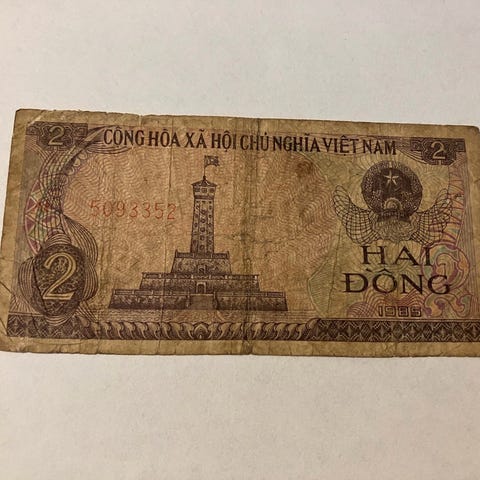 2 CỘNG HÒA XÃ HỘI CHỦ NGHĨA VIỆT NAM 2
5093352
HAI
ĐỒNG
2
1985